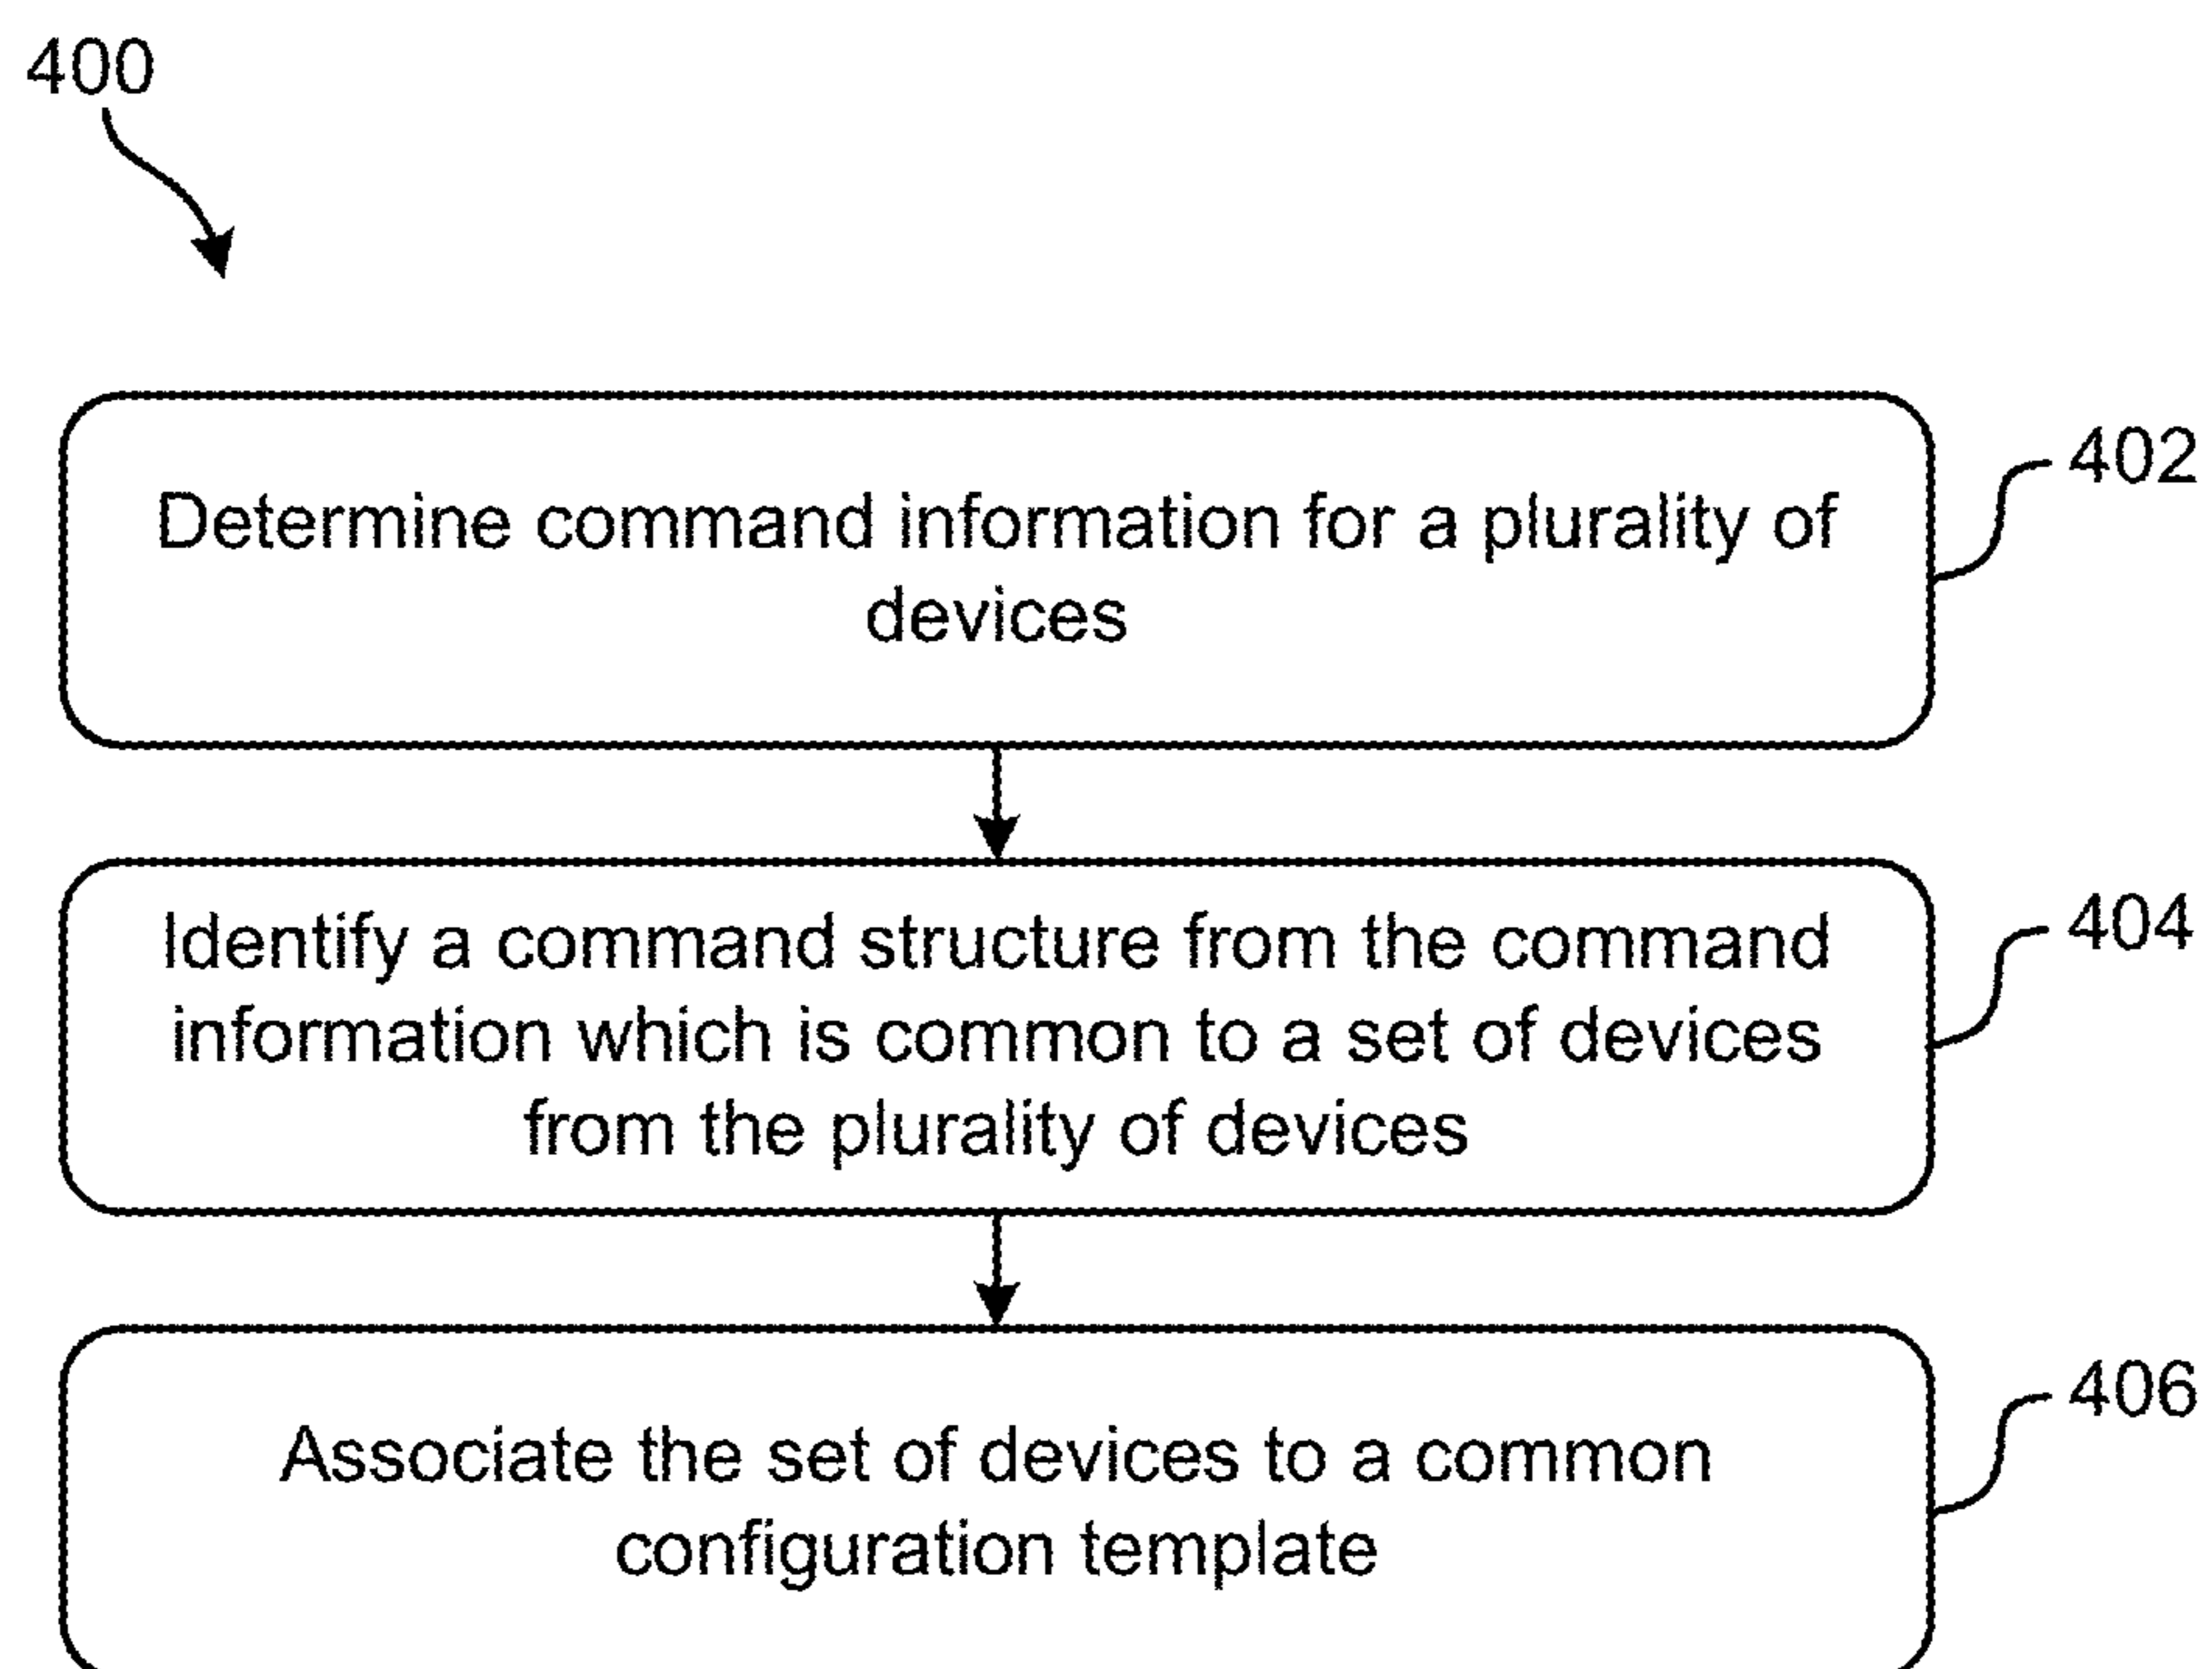 400
Determine command information for a plurality of
devices
402
Identify a command structure from the command
information which is common to a set of devices
from the plurality of devices
404
Associate the set of devices to a common
configuration template
406